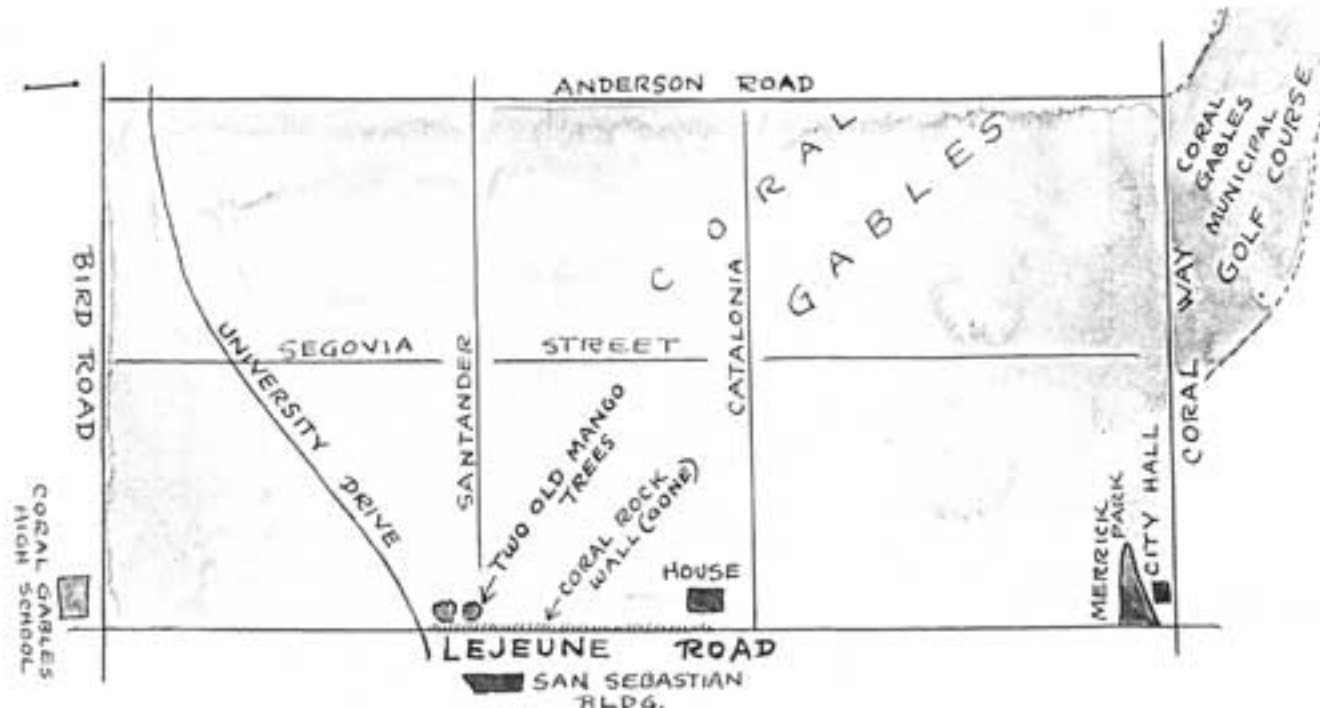 ANDERSON ROAD
CORAL
GABLES
CORAL
GABLES
MUNICIPAL
GOLF COURSE
BIRD ROAD
UNIVERSITY DRIVE
SEGOVIA STREET
SANTANDER
CATALONIA
CORAL WAY
TWO OLD MANGO
TREES
CORAL ROCK
WALL (GONE)
HOUSE
MERRICK
PARK
CITY HALL
CORAL GABLES
HIGH SCHOOL
LEJEUNE ROAD
SAN SEBASTIAN
BLDG.